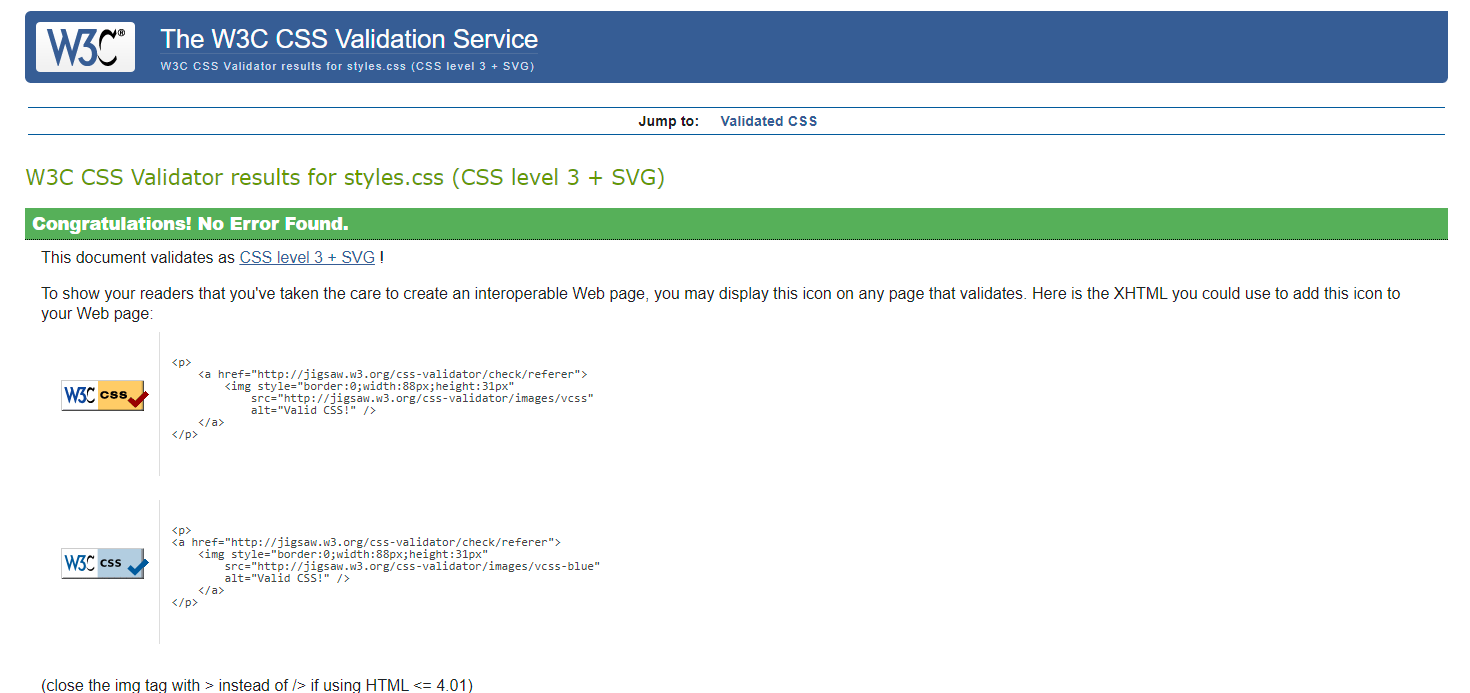 W3C® The W3C CSS Validation Service
W3C CSS Validator results for styles.css (CSS level 3 + SVG)
Jump to: Validated CSS
W3C CSS Validator results for styles.css (CSS level 3 + SVG)
Congratulations! No Error Found.
This document validates as CSS level 3 + SVG !
To show your readers that you've taken the care to create an interoperable Web page, you may display this icon on any page that validates. Here is the XHTML you could use to add this icon to
your Web page:
W3C css
<p>
<a href="http://jigsaw.w3.org/css-validator/check/referer">
<img style="border:0;width:88px;height:31px"
src="http://jigsaw.w3.org/css-validator/images/vcss"
alt="Valid CSS!" />
</a>
</p>
W3C css
<p>
<a href="http://jigsaw.w3.org/css-validator/check/referer">
<img style="border:0;width:88px;height:31px"
src="http://jigsaw.w3.org/css-validator/images/vcss-blue"
alt="Valid CSS!" />
</a>
</p>
(close the img tag with > instead of /> if using HTML <= 4.01)